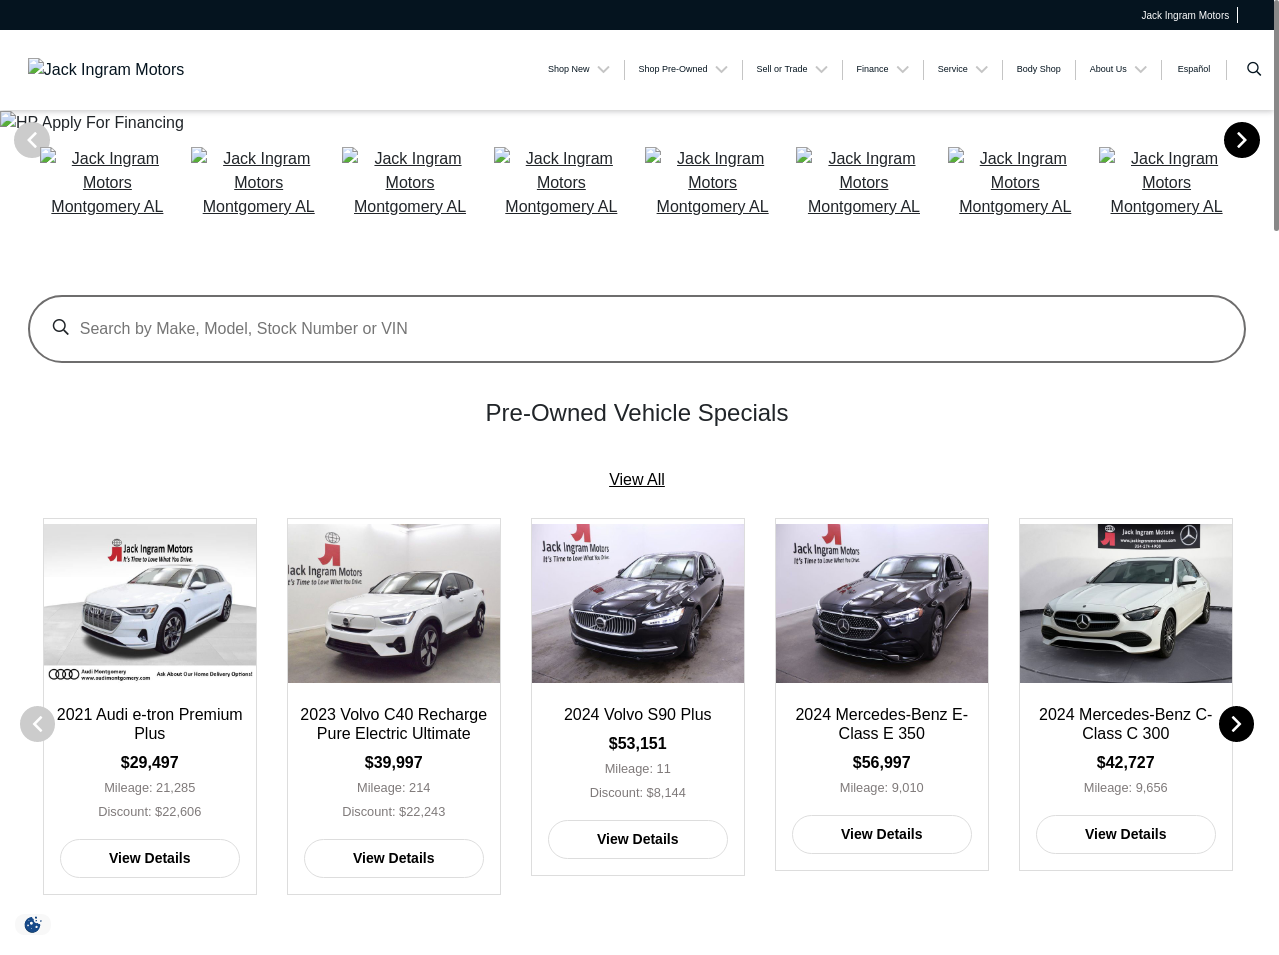 Jack Ingram Motors
Jack Ingram Motors
Shop New
Shop Pre-Owned
Sell or Trade
Finance
Service
Body Shop
About Us
Español
HP Apply For Financing
Jack Ingram Motors Montgomery AL
Jack Ingram Motors Montgomery AL
Jack Ingram Motors Montgomery AL
Jack Ingram Motors Montgomery AL
Jack Ingram Motors Montgomery AL
Jack Ingram Motors Montgomery AL
Jack Ingram Motors Montgomery AL
Jack Ingram Motors Montgomery AL
Search by Make, Model, Stock Number or VIN
Pre-Owned Vehicle Specials
View All
Jack Ingram Motors
It's Time to Love What You Drive.
Audi Montgomery
www.audimontgomery.com
Ask About Our Home Delivery Options!
2021 Audi e-tron Premium
Plus
$29,497
Mileage: 21,285
Discount: $22,606
View Details
Jack Ingram Motors
It's Time to Love What You Drive.
2023 Volvo C40 Recharge
Pure Electric Ultimate
$39,997
Mileage: 214
Discount: $22,243
View Details
Jack Ingram Motors
It's Time to Love What You Drive.
2024 Volvo S90 Plus
$53,151
Mileage: 11
Discount: $8,144
View Details
Jack Ingram Motors
It's Time to Love What You Drive.
2024 Mercedes-Benz E-
Class E 350
$56,997
Mileage: 9,010
View Details
Jack Ingram Motors
2024 Mercedes-Benz C-
Class C 300
$42,727
Mileage: 9,656
View Details